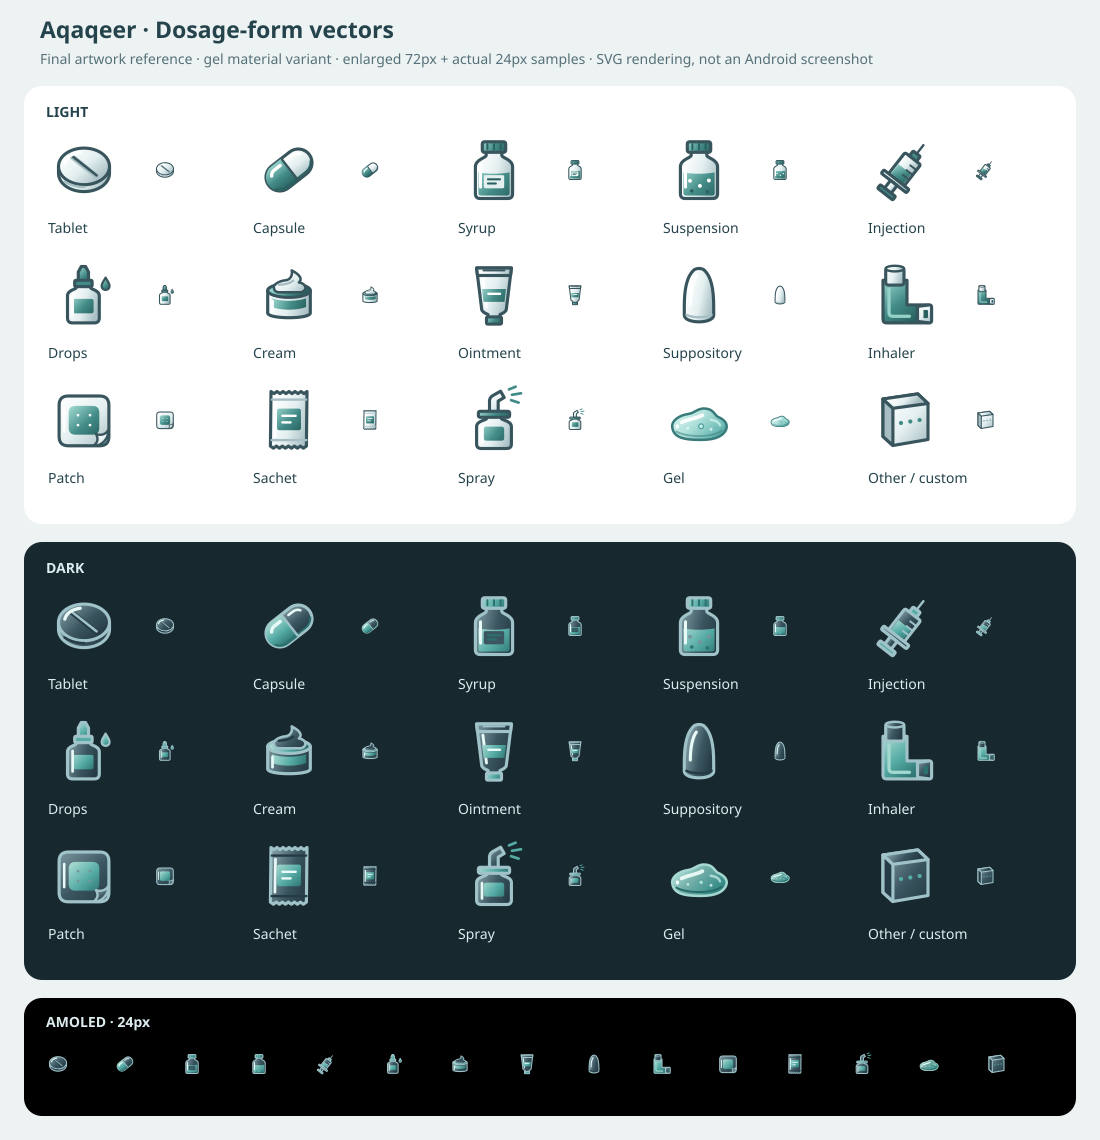 Aqaqeer · Dosage-form vectors
Final artwork reference · gel material variant · enlarged 72px + actual 24px samples · SVG rendering, not an Android screenshot
LIGHT
Tablet
Capsule
Syrup
Suspension
Injection
Drops
Cream
Ointment
Suppository
Inhaler
Patch
Sachet
Spray
Gel
Other / custom
DARK
Tablet
Capsule
Syrup
Suspension
Injection
Drops
Cream
Ointment
Suppository
Inhaler
Patch
Sachet
Spray
Gel
Other / custom
AMOLED · 24px